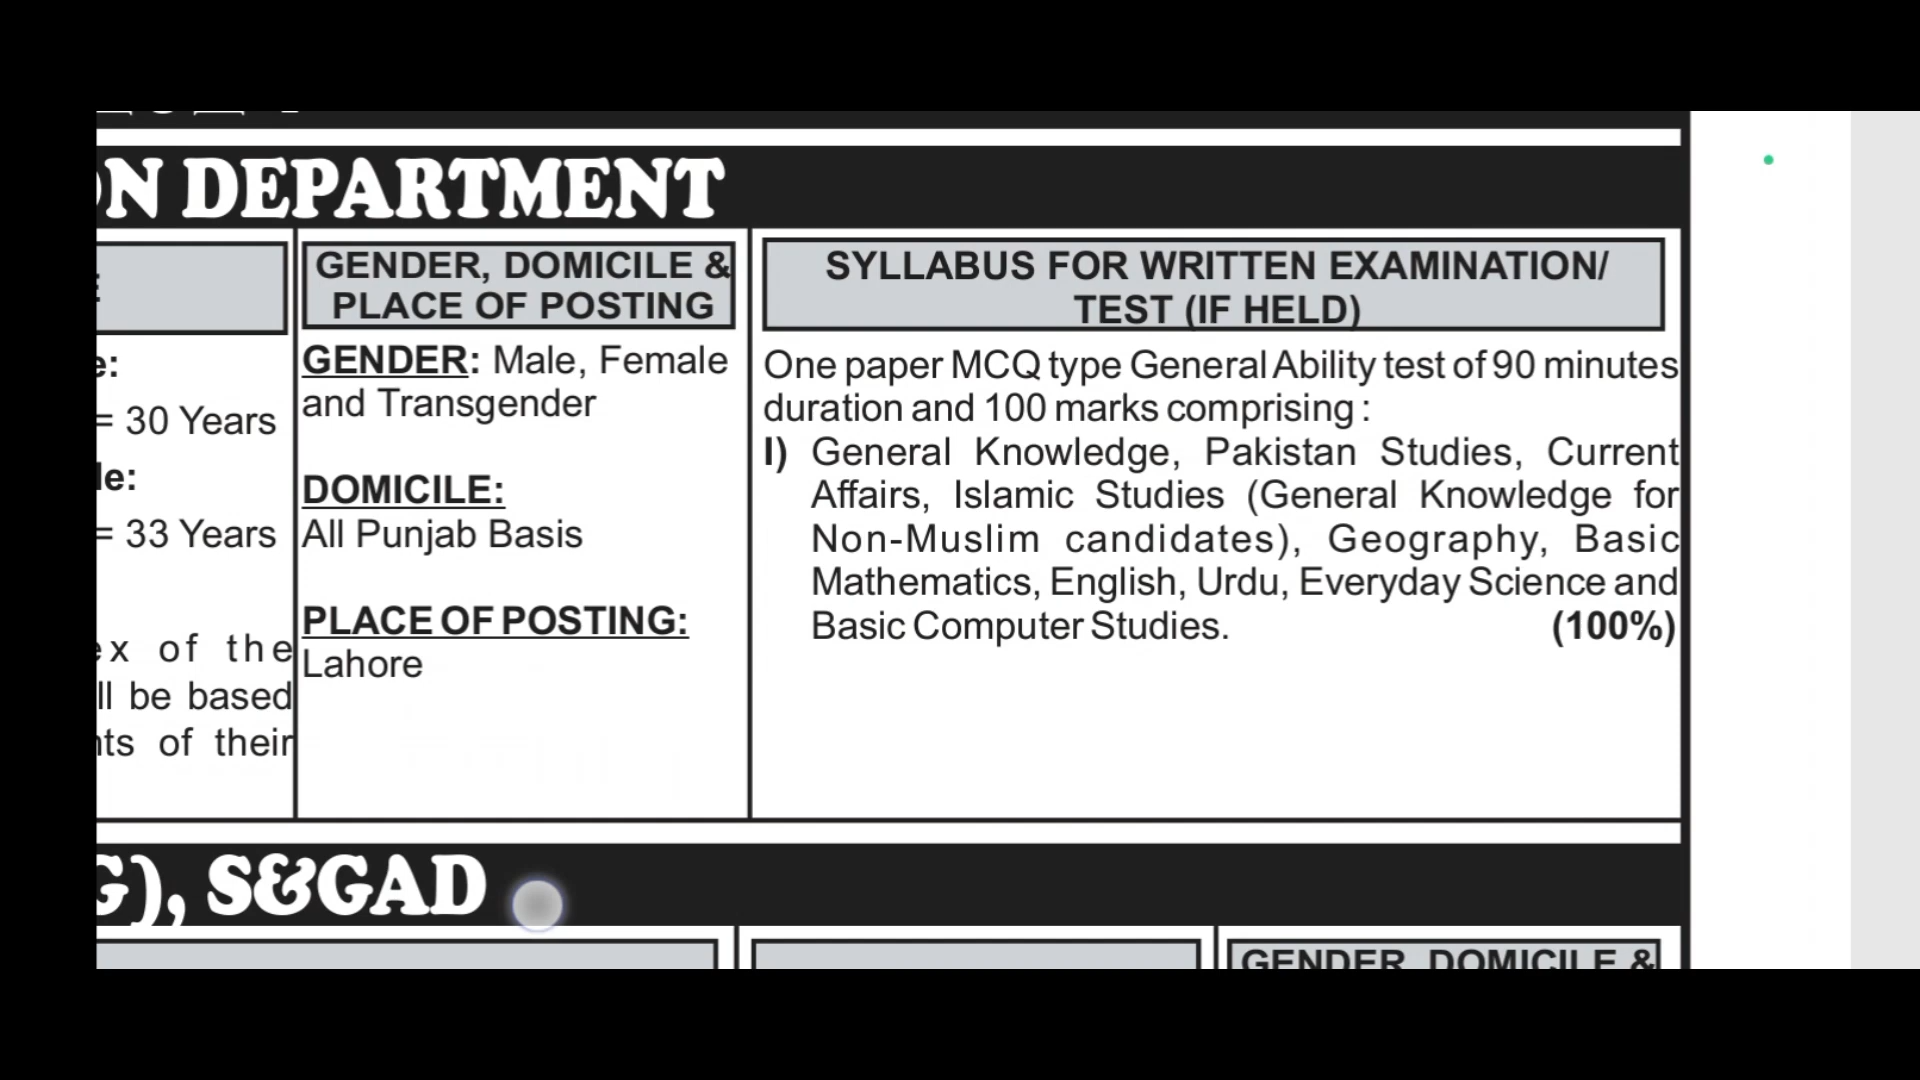 N DEPARTMENT
GENDER, DOMICILE &
PLACE OF POSTING
SYLLABUS FOR WRITTEN EXAMINATION/
TEST (IF HELD)
e:
= 30 Years
le:
= 33 Years
x of the
ll be based
ts of their
GENDER: Male, Female
and Transgender
DOMICILE:
All Punjab Basis
PLACE OF POSTING:
Lahore
One paper MCQ type General Ability test of 90 minutes
duration and 100 marks comprising :
I) General Knowledge, Pakistan Studies, Current
Affairs, Islamic Studies (General Knowledge for
Non-Muslim candidates), Geography, Basic
Mathematics, English, Urdu, Everyday Science and
Basic Computer Studies. (100%)
G), S&GAD
GENDER, DOMICILE &